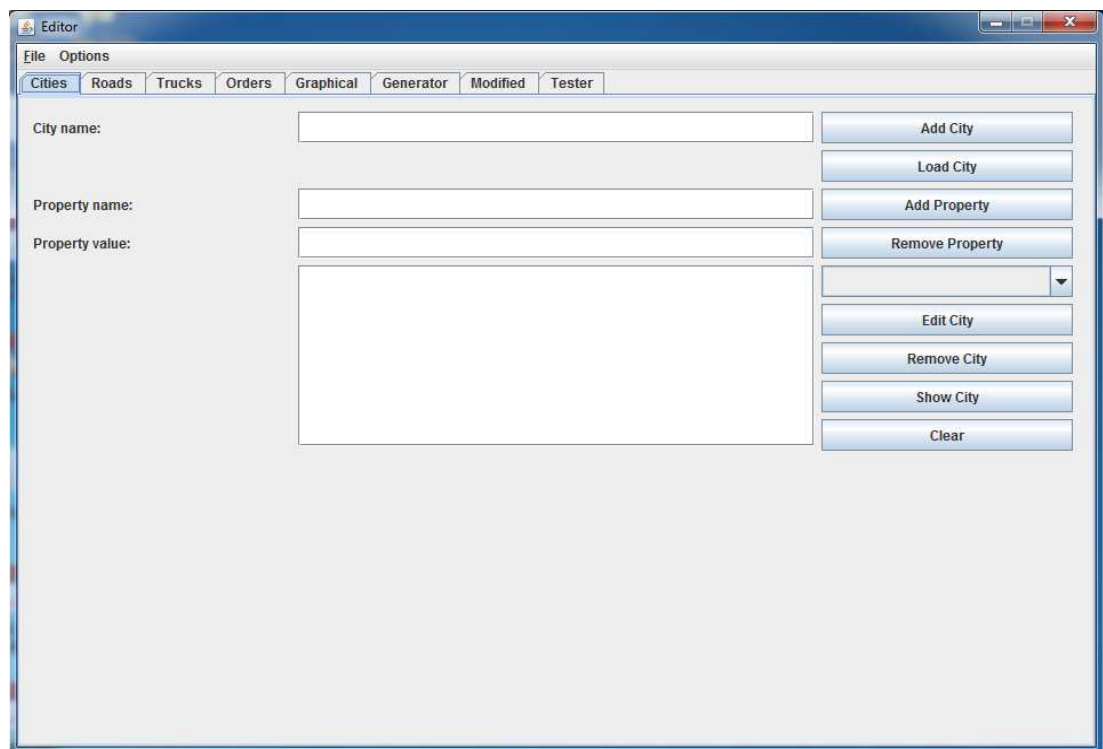 Editor
File Options
Cities Roads Trucks Orders Graphical Generator Modified Tester
City name: Add City
Load City
Property name: Add Property
Property value: Remove Property
Edit City
Remove City
Show City
Clear